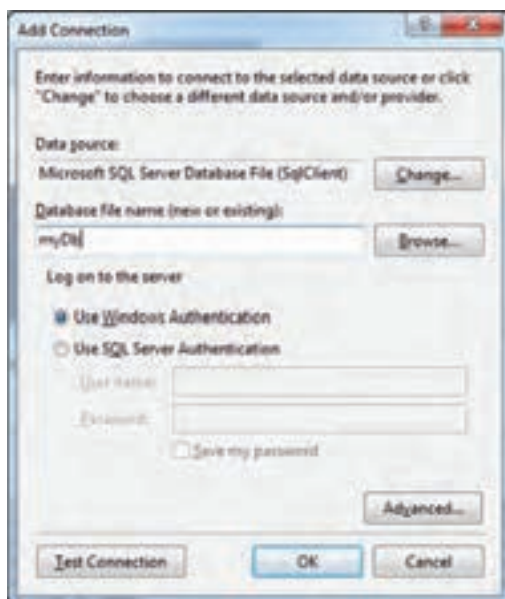 Add Connection
Enter information to connect to the selected data source or click
"Change" to choose a different data source and/or provider.
Data source:
Microsoft SQL Server Database File (SqlClient)
Change...
Database file name (new or existing):
myDb
Browse...
Log on to the server
Use Windows Authentication
Use SQL Server Authentication
User name:
Password:
Save my password
Advanced...
Test Connection
OK
Cancel